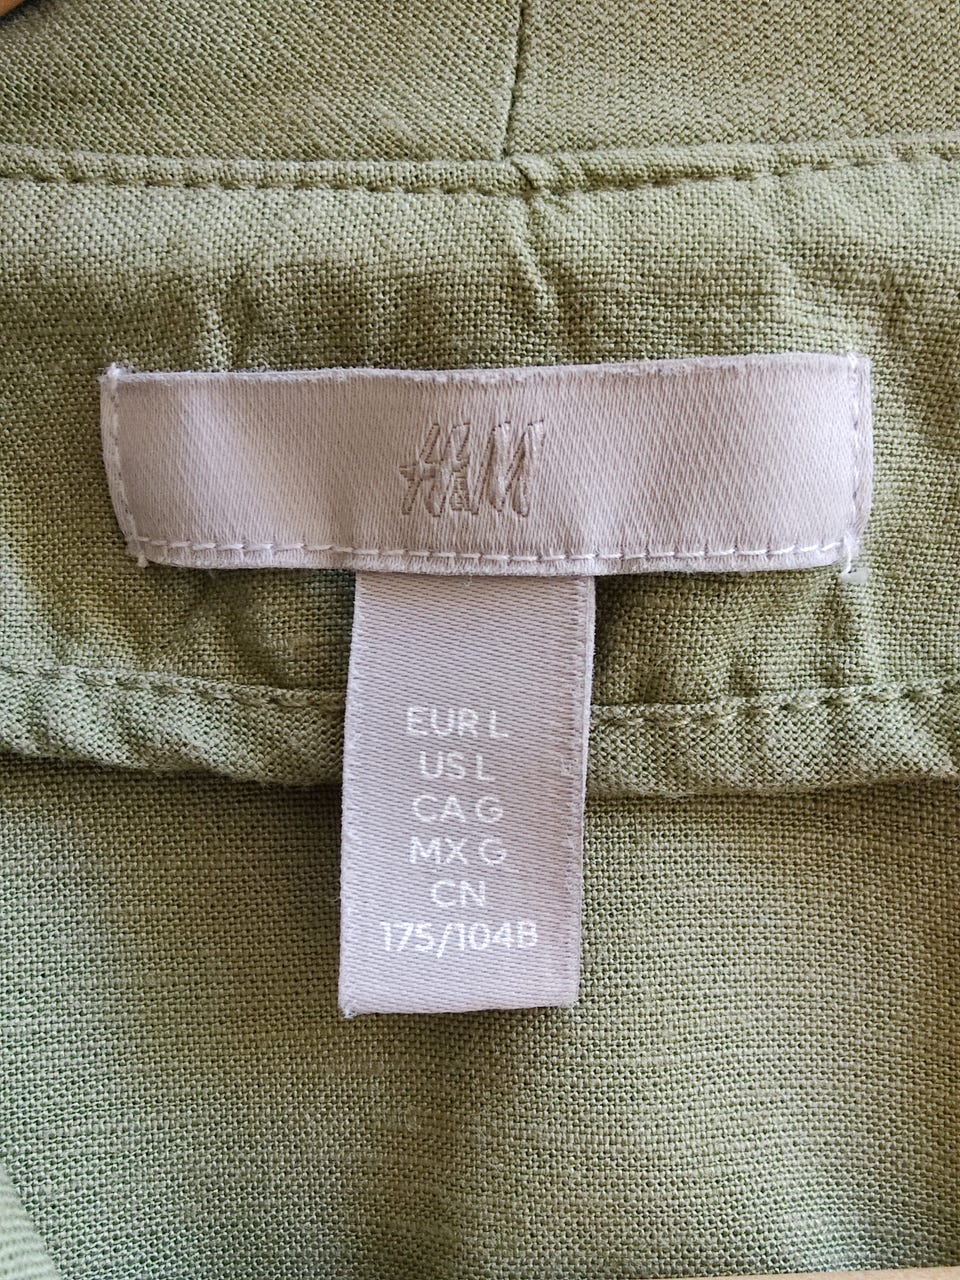 H&M
EUR L
US L
CA G
MX G
CN
175/104B